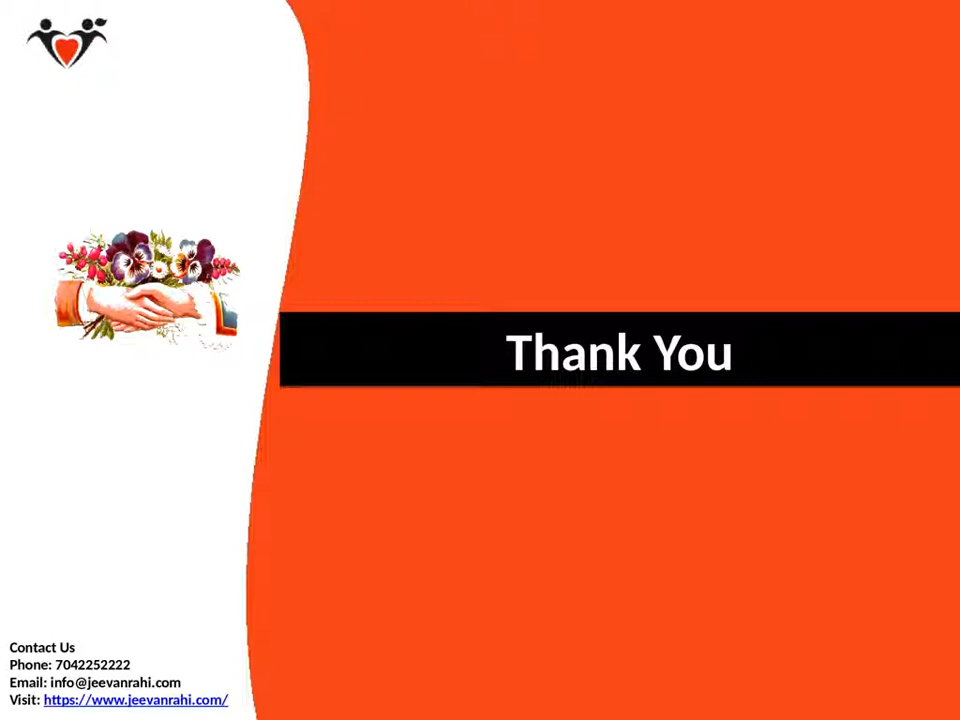 Thank You
Contact Us
Phone: 7042252222
Email: info@jeevanrahi.com
Visit: https://www.jeevanrahi.com/